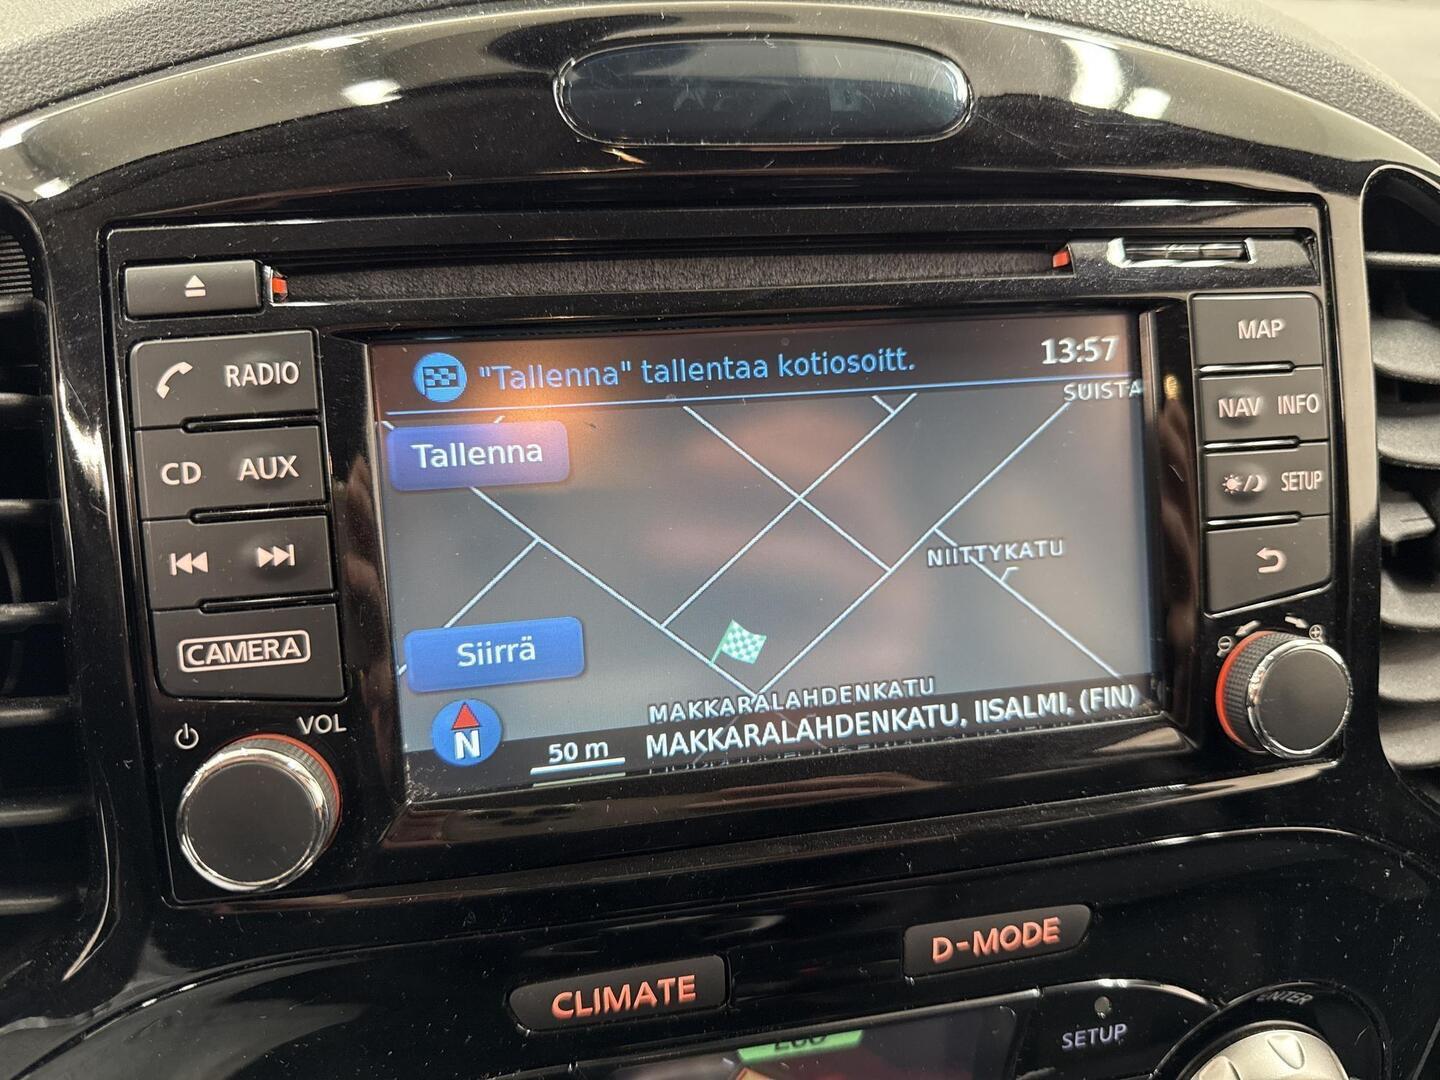 "Tallenna" tallentaa kotiosoitt.
13:57
SUISTA
Tallenna
NIITTYKATU
Siirrä
MAKKARALAHDENKATU
MAKKARALAHDENKATU, IISALMI, (FIN)
N
50 m
RADIO
CD AUX
CAMERA
VOL
MAP
NAV INFO
SETUP
CLIMATE
D-MODE
SETUP
ENTER